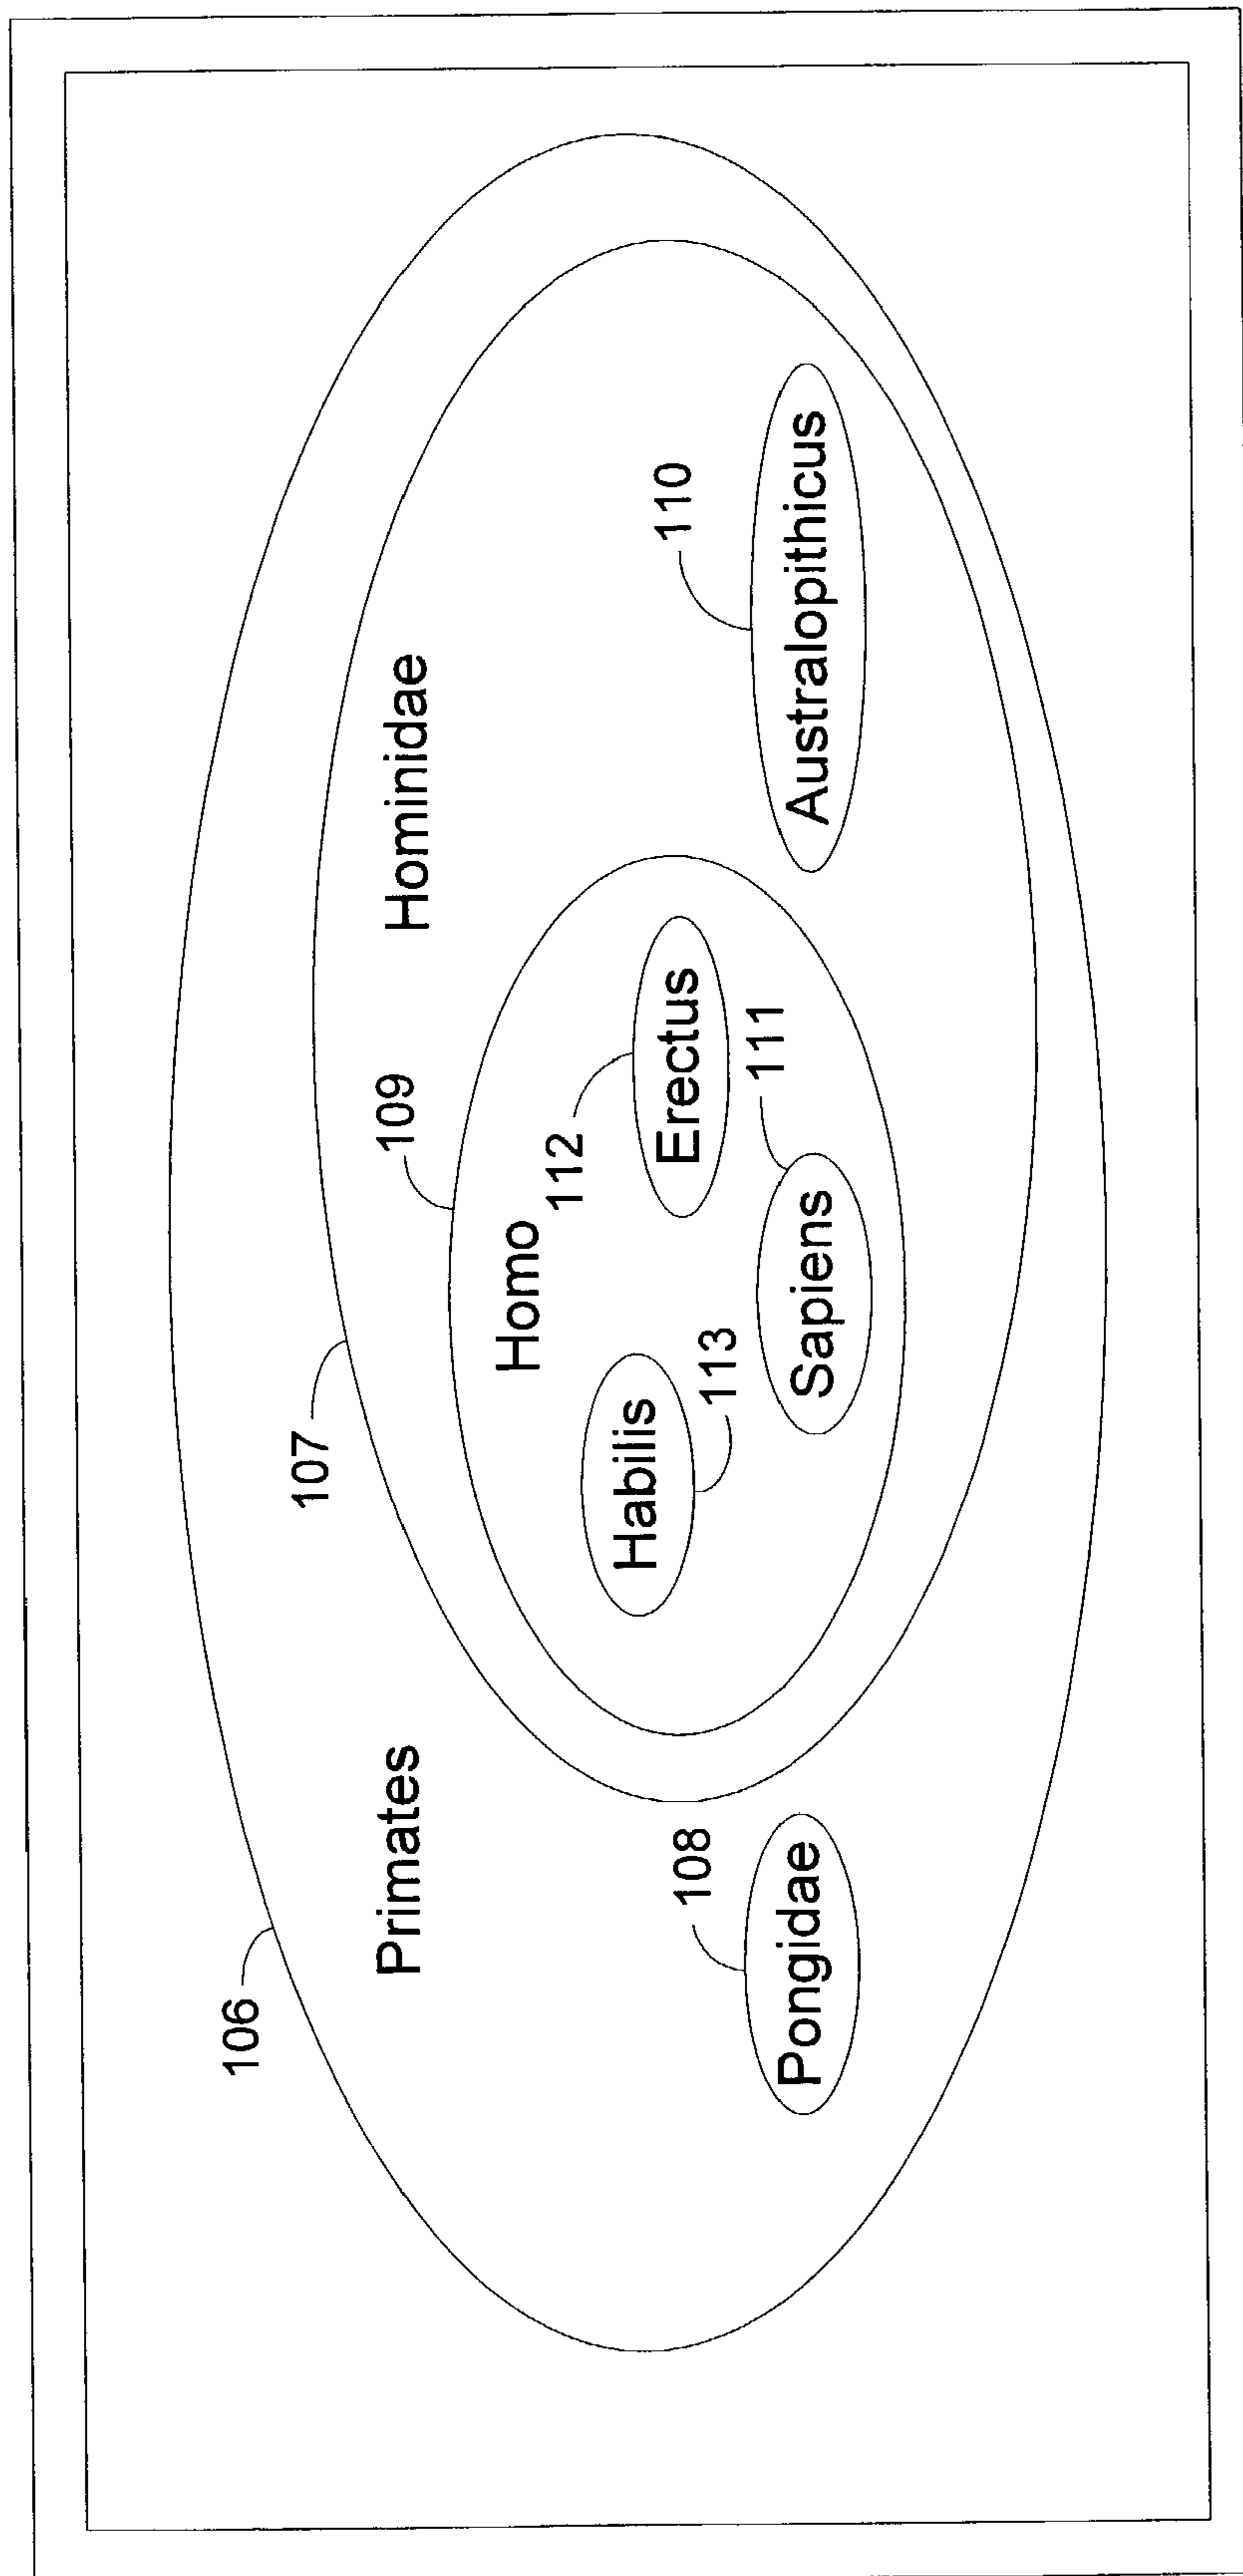 106
Primates
107
Hominidae
109
Homo
112
Erectus
Habilis
113
111
Sapiens
108
Pongidae
110
Australopithicus